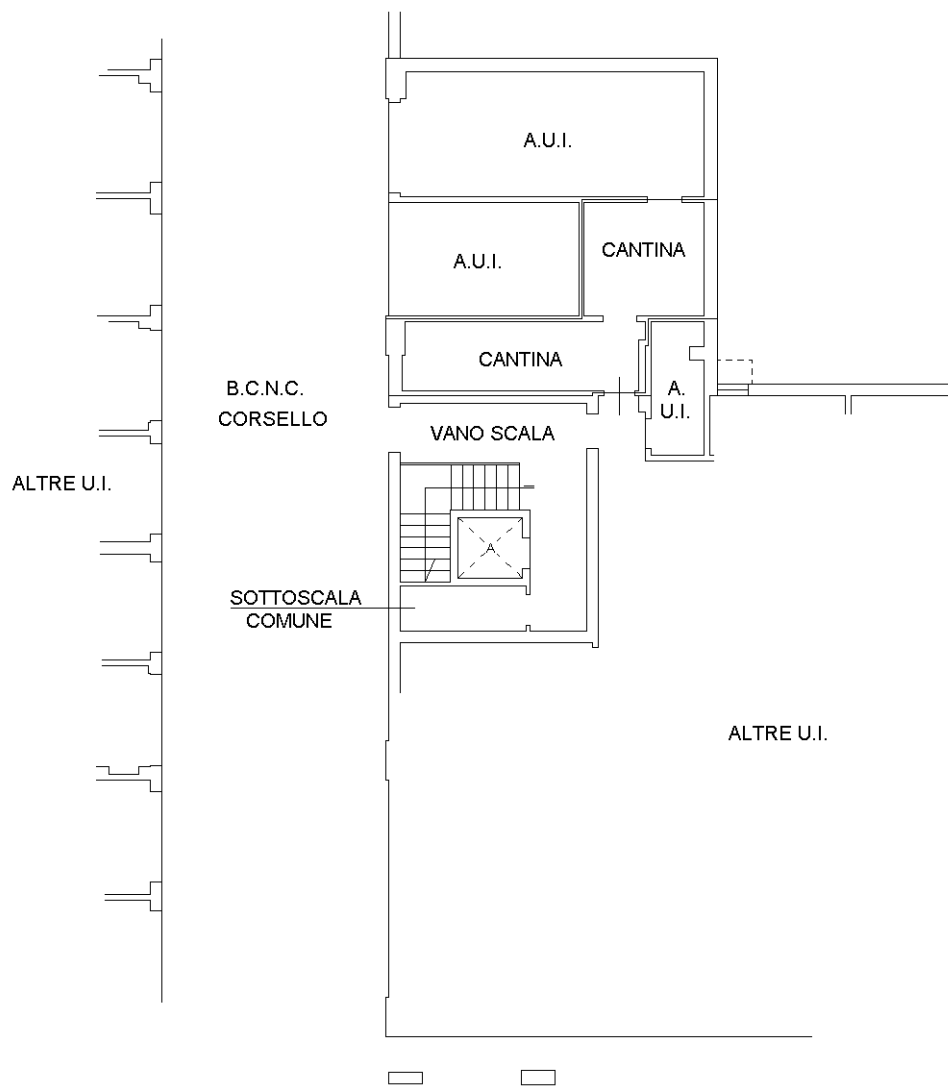 A.U.I.
A.U.I.
CANTINA
CANTINA
A.
U.I.
B.C.N.C.
CORSELLO
VANO SCALA
ALTRE U.I.
A
SOTTOSCALA
COMUNE
ALTRE U.I.